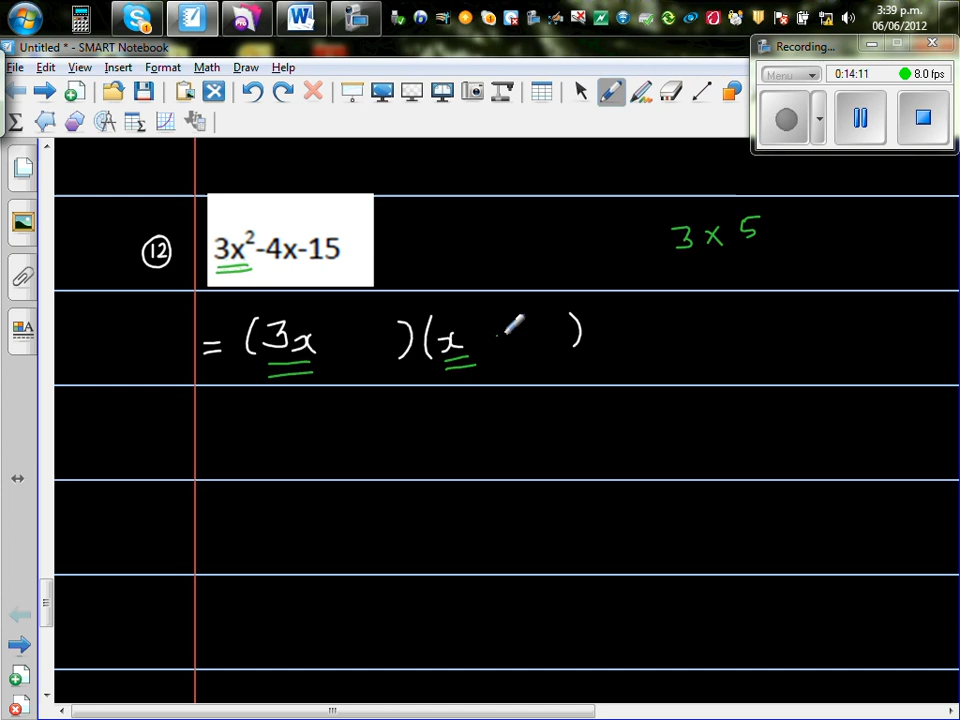 3:39 p.m.
06/06/2012
Untitled * - SMART Notebook
Recording...
File Edit View Insert Format Math Draw Help
Menu
0:14:11
8.0 fps
12
3x²-4x-15
3 x 5
= (3x )(x )